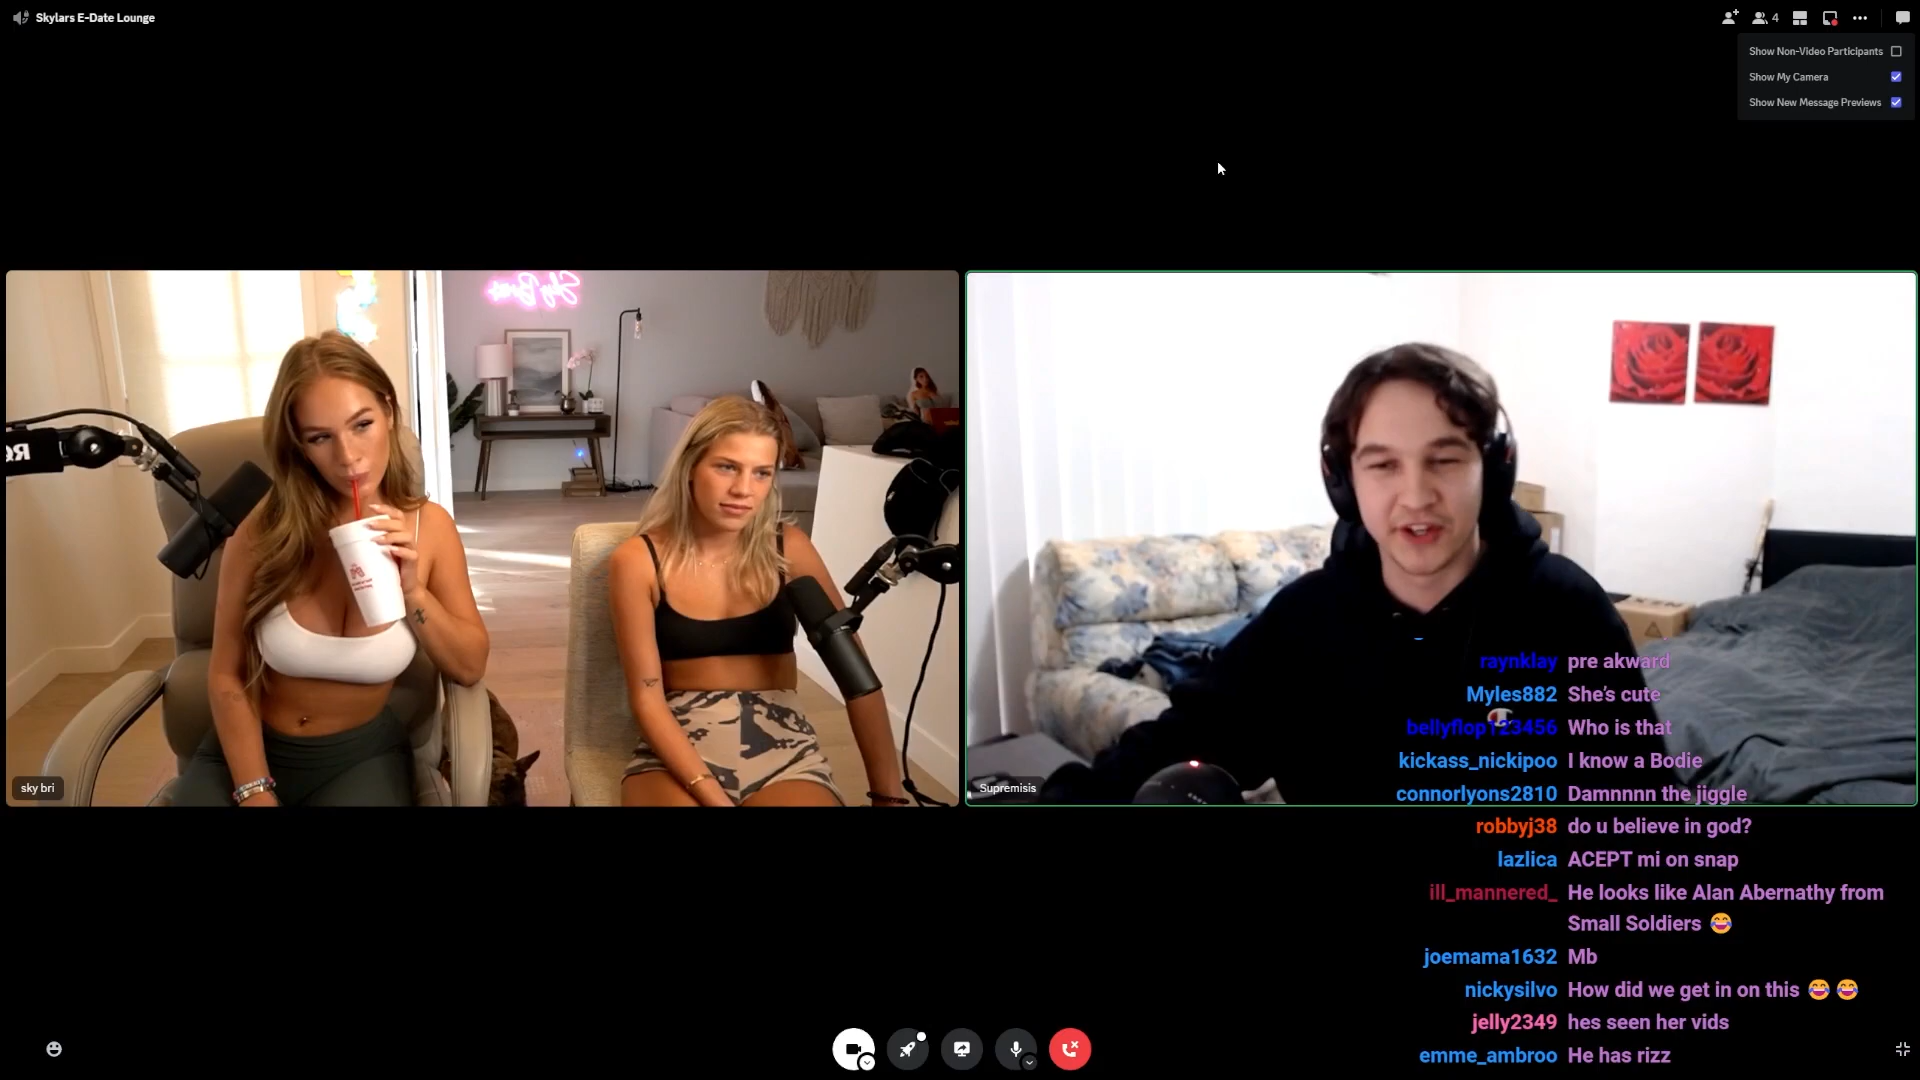 Skylars E-Date Lounge
4
Show Non-Video Participants
Show My Camera
Show New Message Previews
sky bri
Supremisis
raynklay pre akward
Myles882 She's cute
bellyflop123456 Who is that
kickass_nickipoo I know a Bodie
connorlyons2810 Damnnnn the jiggle
robbyj38 do u believe in god?
lazlica ACEPT mi on snap
ill_mannered_ He looks like Alan Abernathy from
Small Soldiers 😂
joemama1632 Mb
nickysilvo How did we get in on this 😂 😂
jelly2349 hes seen her vids
emme_ambroo He has rizz